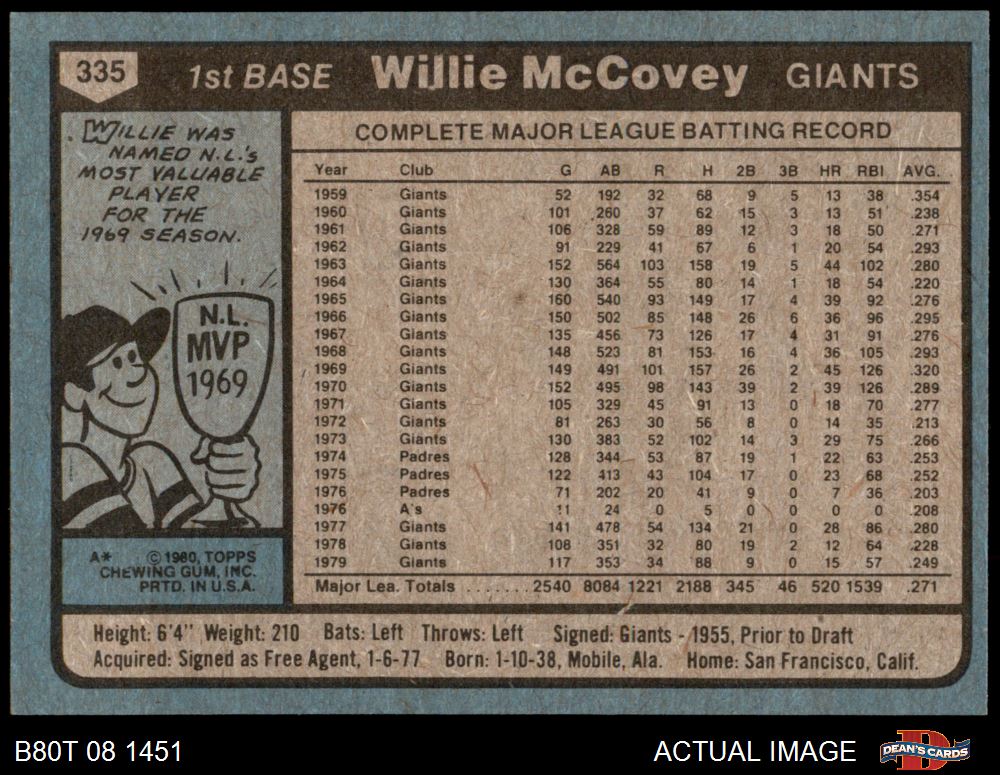 335 1st BASE Willie McCovey GIANTS
WILLIE WAS
NAMED N.L.'s
MOST VALUABLE
PLAYER
FOR THE
1969 SEASON.
N.L.
MVP
1969
A* © 1980, TOPPS
CHEWING GUM, INC.
PRTD. IN U.S.A.
COMPLETE MAJOR LEAGUE BATTING RECORD
Year Club G AB R H 2B 3B HR RBI AVG.
1959 Giants 52 192 32 68 9 5 13 38 .354
1960 Giants 101 260 37 62 15 3 13 51 .238
1961 Giants 106 328 59 89 12 3 18 50 .271
1962 Giants 91 229 41 67 6 1 20 54 .293
1963 Giants 152 564 103 158 19 5 44 102 .280
1964 Giants 130 364 55 80 14 1 18 54 .220
1965 Giants 160 540 93 149 17 4 39 92 .276
1966 Giants 150 502 85 148 26 6 36 96 .295
1967 Giants 135 456 73 126 17 4 31 91 .276
1968 Giants 148 523 81 153 16 4 36 105 .293
1969 Giants 149 491 101 157 26 2 45 126 .320
1970 Giants 152 495 98 143 39 2 39 126 .289
1971 Giants 105 329 45 91 13 0 18 70 .277
1972 Giants 81 263 30 56 8 0 14 35 .213
1973 Giants 130 383 52 102 14 3 29 75 .266
1974 Padres 128 344 53 87 19 1 22 63 .253
1975 Padres 122 413 43 104 17 0 23 68 .252
1976 Padres 71 202 20 41 9 0 7 36 .203
1976 A's 11 24 0 5 0 0 0 0 .208
1977 Giants 141 478 54 134 21 0 28 86 .280
1978 Giants 108 351 32 80 19 2 12 64 .228
1979 Giants 117 353 34 88 9 0 15 57 .249
Major Lea. Totals ....... 2540 8084 1221 2188 345 46 520 1539 .271
Height: 6'4" Weight: 210 Bats: Left Throws: Left Signed: Giants - 1955, Prior to Draft
Acquired: Signed as Free Agent, 1-6-77 Born: 1-10-38, Mobile, Ala. Home: San Francisco, Calif.
B80T 08 1451 ACTUAL IMAGE DEAN'S CARDS